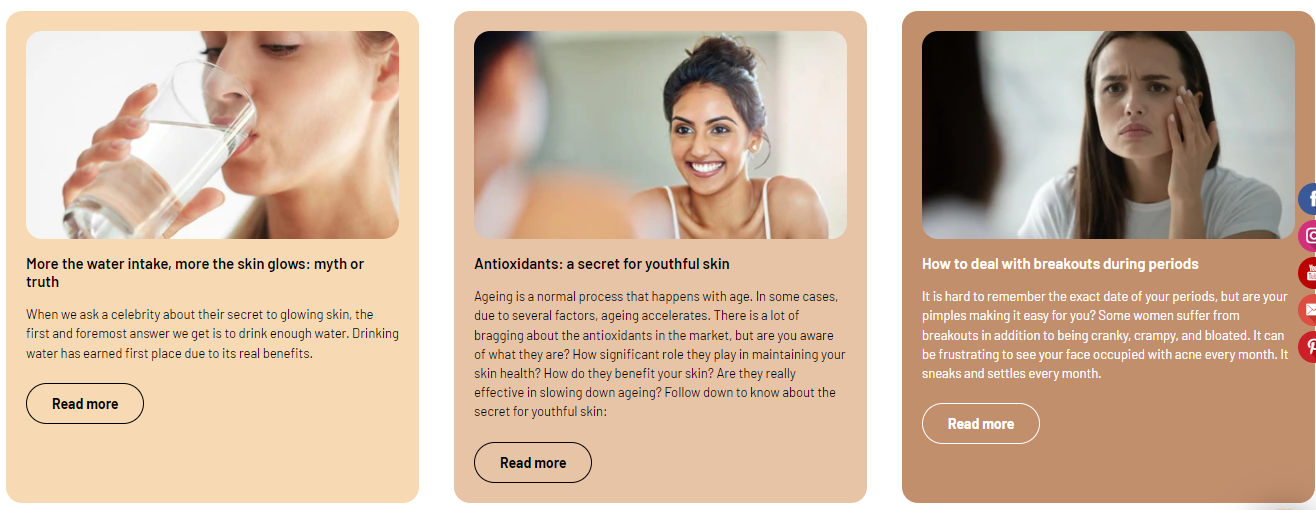 More the water intake, more the skin glows: myth or
truth
When we ask a celebrity about their secret to glowing skin, the
first and foremost answer we get is to drink enough water. Drinking
water has earned first place due to its real benefits.
Read more
Antioxidants: a secret for youthful skin
Ageing is a normal process that happens with age. In some cases,
due to several factors, ageing accelerates. There is a lot of
bragging about the antioxidants in the market, but are you aware
of what they are? How significant role they play in maintaining your
skin health? How do they benefit your skin? Are they really
effective in slowing down ageing? Follow down to know about the
secret for youthful skin:
Read more
How to deal with breakouts during periods
It is hard to remember the exact date of your periods, but are your
pimples making it easy for you? Some women suffer from
breakouts in addition to being cranky, crampy, and bloated. It can
be frustrating to see your face occupied with acne every month. It
sneaks and settles every month.
Read more